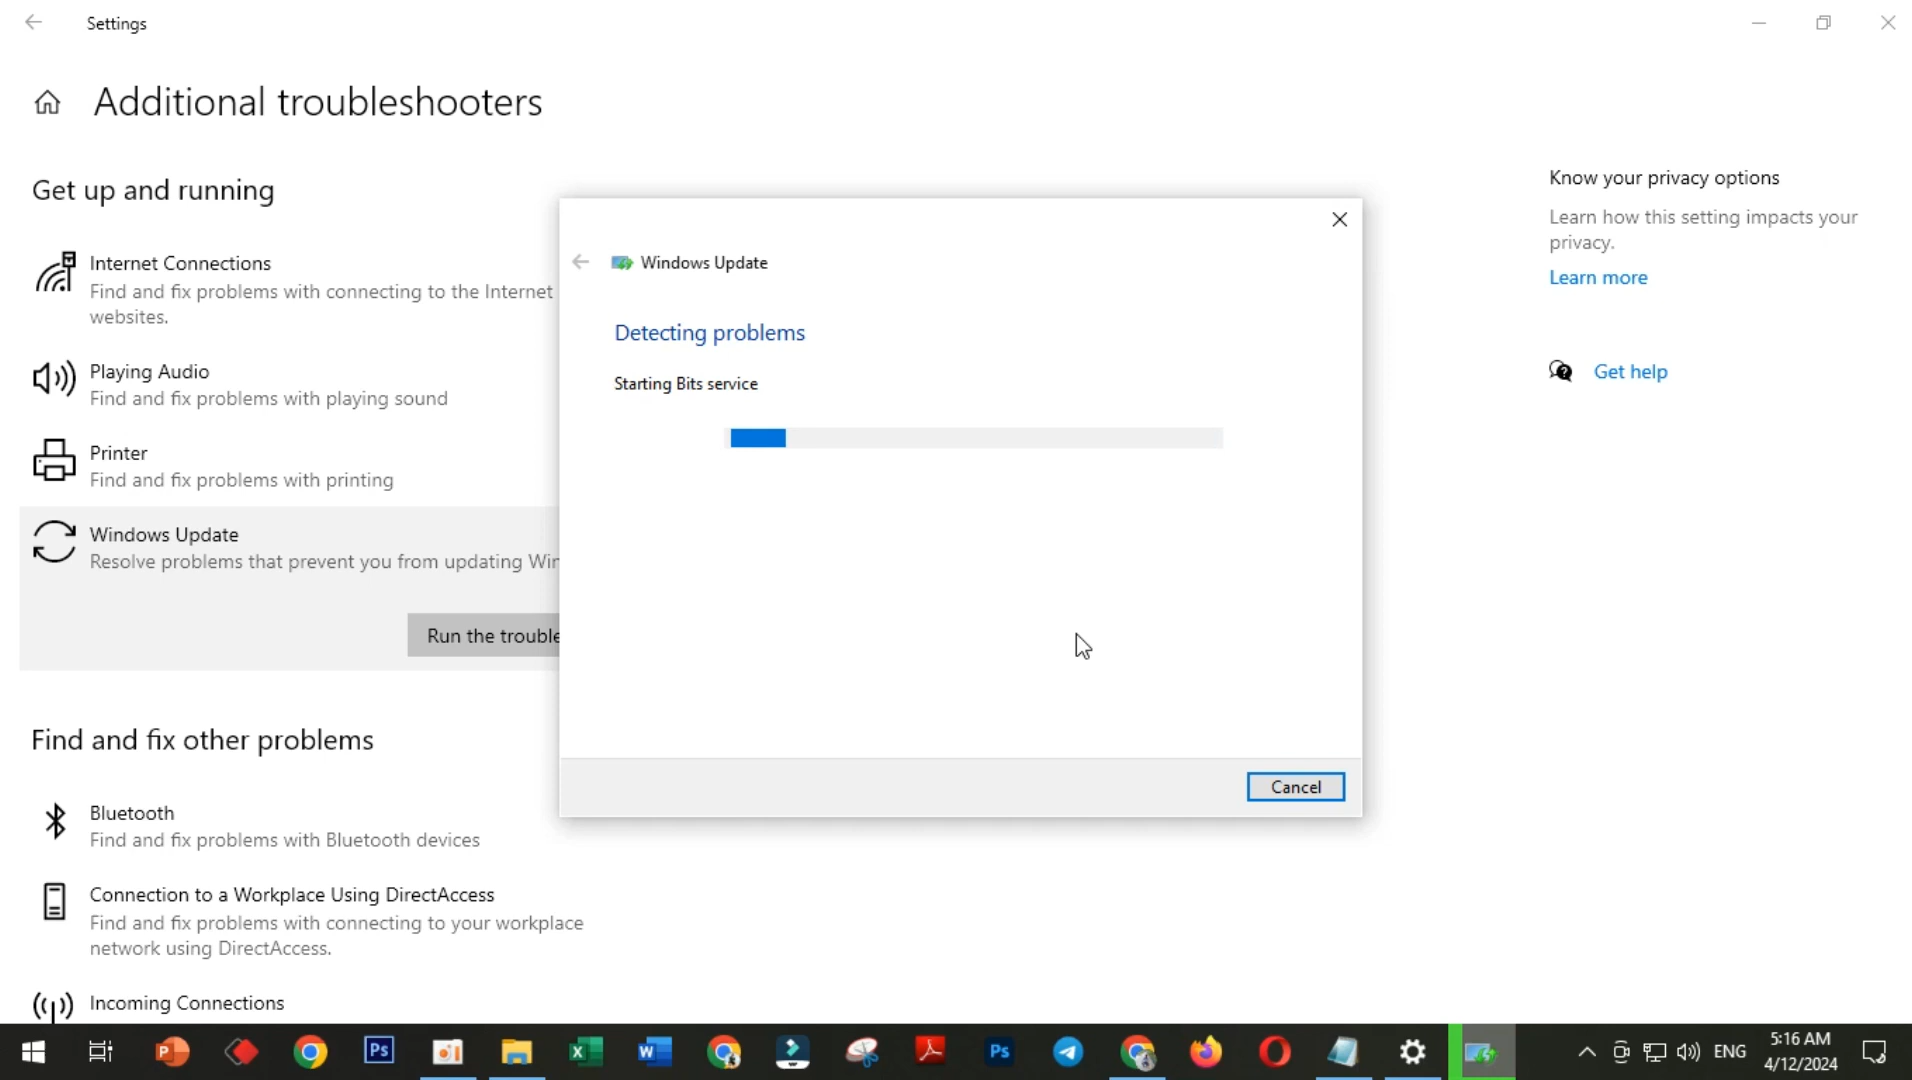 Settings
Additional troubleshooters
Get up and running
Internet Connections
Find and fix problems with connecting to the Internet
websites.
Playing Audio
Find and fix problems with playing sound
Printer
Find and fix problems with printing
Windows Update
Resolve problems that prevent you from updating
Run the
Find and fix other problems
Bluetooth
Find and fix problems with Bluetooth devices
Connection to a Workplace Using DirectAccess
Find and fix problems with connecting to your workplace
network using DirectAccess.
Incoming Connections
Windows Update
Detecting problems
Starting Bits service
Cancel
Know your privacy options
Learn how this setting impacts your
privacy.
Learn more
Get help
P
Ps
X
W
Ps
ENG
5:16 AM
4/12/2024